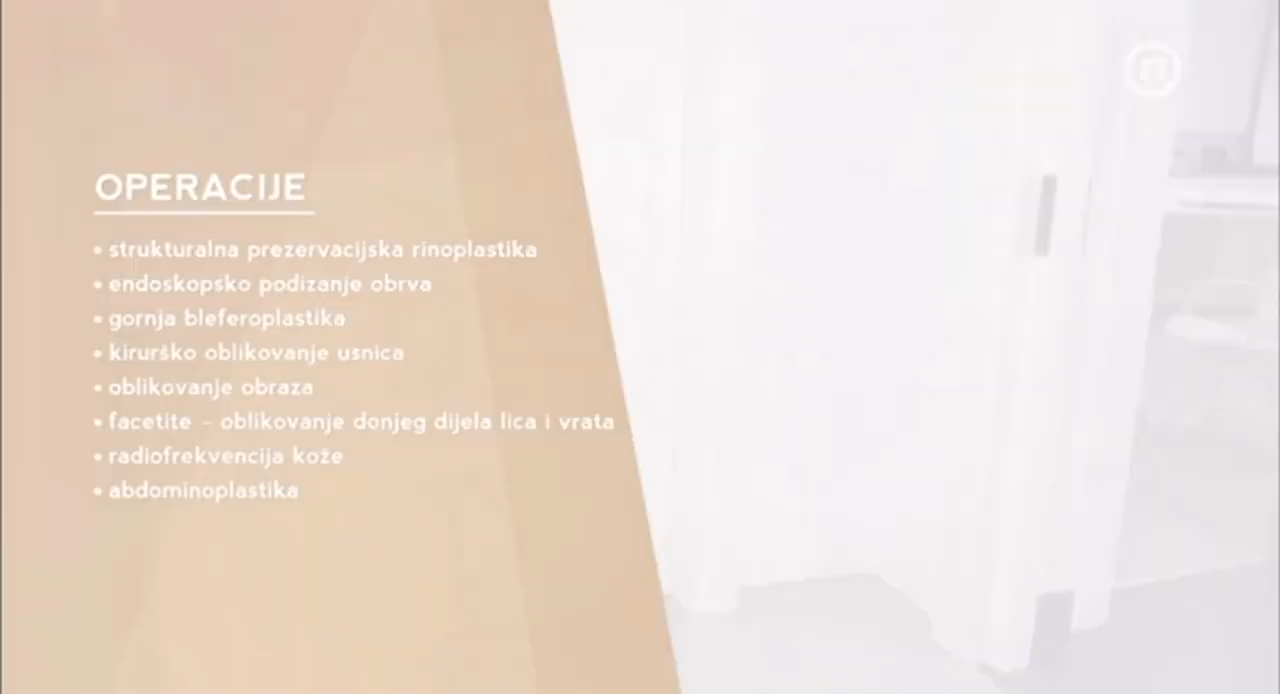 OPERACIJE
• strukturalna prezervacijska rinoplastika
• endoskopsko podizanje obrva
• gornja bleferoplastika
• kirurško oblikovanje usnica
• oblikovanje obraza
• facetite - oblikovanje donjeg dijela lica i vrata
• radiofrekvencija kože
• abdominoplastika